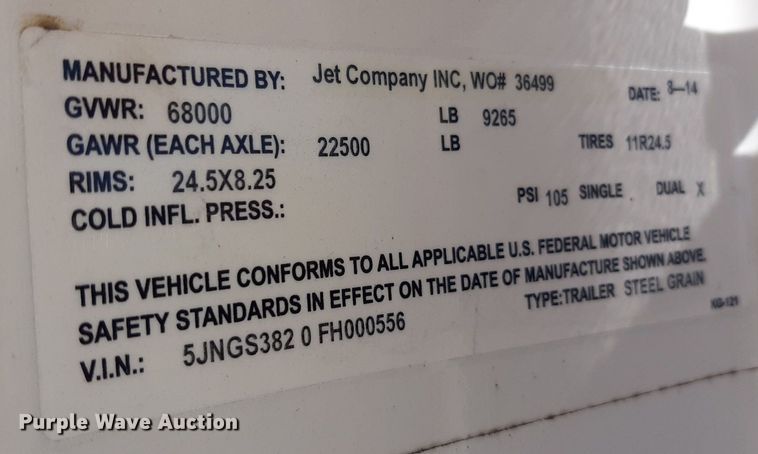 MANUFACTURED BY: Jet Company INC, WO# 36499 DATE: 8-14
GVWR: 68000 LB 9265
GAWR (EACH AXLE): 22500 LB TIRES 11R24.5
RIMS: 24.5X8.25
COLD INFL. PRESS.: PSI 105 SINGLE . DUAL X
THIS VEHICLE CONFORMS TO ALL APPLICABLE U.S. FEDERAL MOTOR VEHICLE
SAFETY STANDARDS IN EFFECT ON THE DATE OF MANUFACTURE SHOWN ABOVE.
V.I.N.: 5JNGS382 0 FH000556 TYPE:TRAILER STEEL GRAIN
Purple Wave Auction